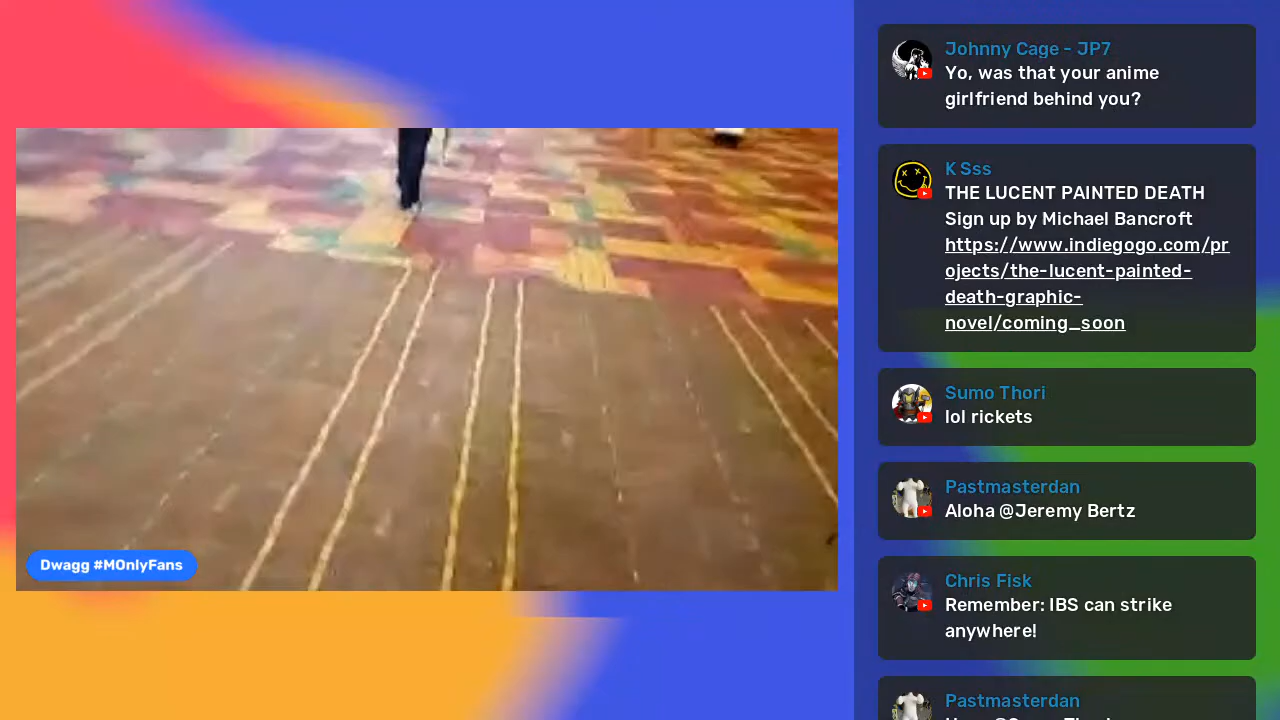 Johnny Cage - JP7
Yo, was that your anime
girlfriend behind you?
K Sss
THE LUCENT PAINTED DEATH
Sign up by Michael Bancroft
https://www.indiegogo.com/pr
ojects/the-lucent-painted-
death-graphic-
novel/coming_soon
Sumo Thori
lol rickets
Pastmasterdan
Aloha @Jeremy Bertz
Chris Fisk
Remember: IBS can strike
anywhere!
Pastmasterdan
Dwagg #MOnlyFans